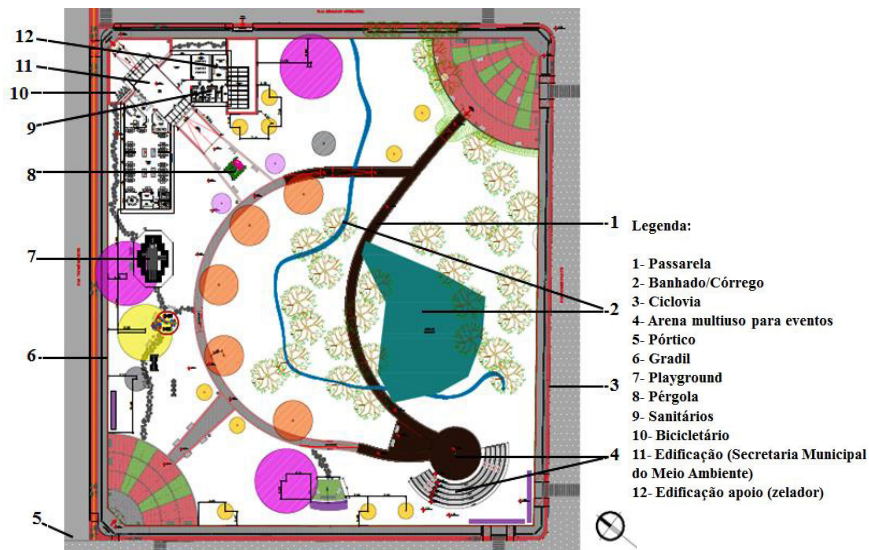 12
11
10
9
8
7
6
5
1
2
3
4
Legenda:
1- Passarela
2- Banhado/Córrego
3- Ciclovia
4- Arena multiuso para eventos
5- Pórtico
6- Gradil
7- Playground
8- Pérgola
9- Sanitários
10- Bicicletário
11- Edificação (Secretaria Municipal
do Meio Ambiente)
12- Edificação apoio (zelador)